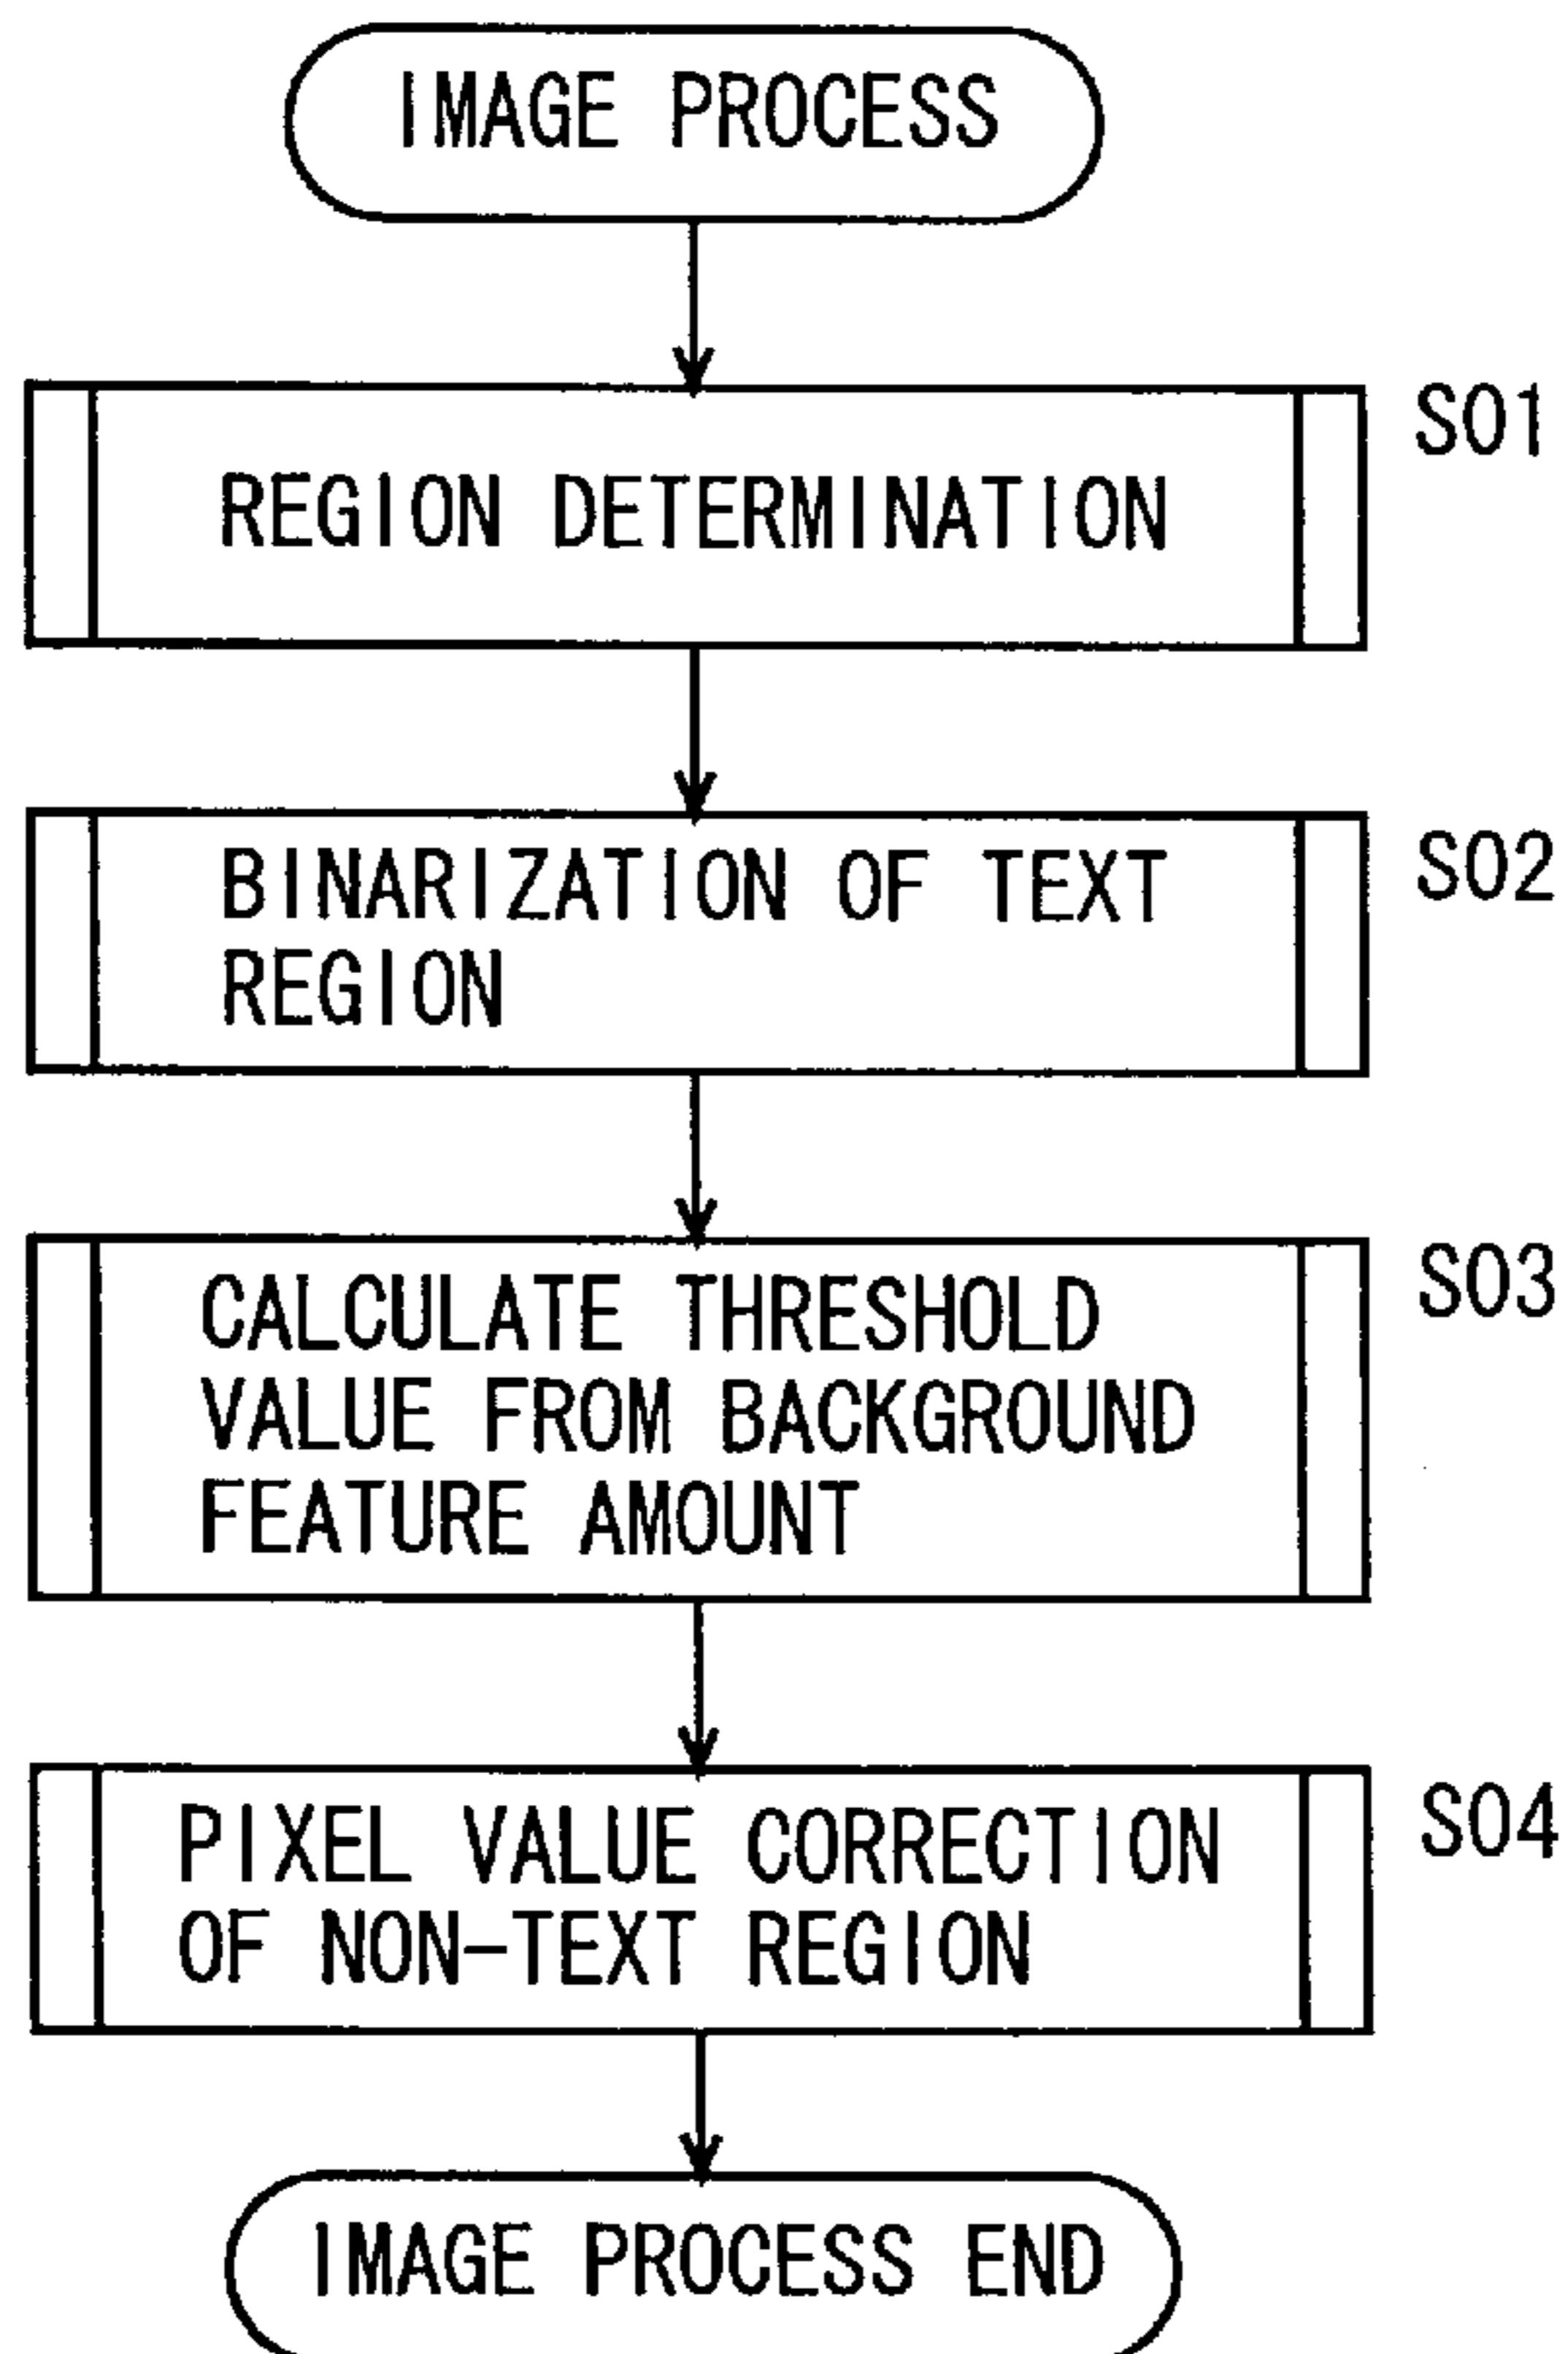 IMAGE PROCESS
REGION DETERMINATION
S01
BINARIZATION OF TEXT
REGION
S02
CALCULATE THRESHOLD
VALUE FROM BACKGROUND
FEATURE AMOUNT
S03
PIXEL VALUE CORRECTION
OF NON-TEXT REGION
S04
IMAGE PROCESS END